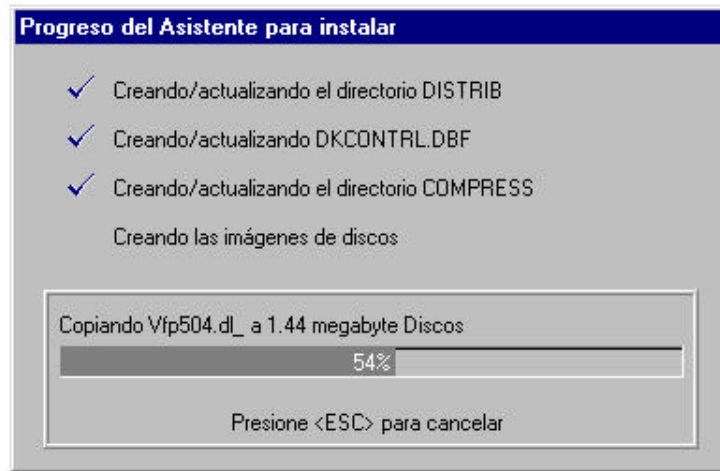 Progreso del Asistente para instalar
Creando/actualizando el directorio DISTRIB
Creando/actualizando DKCONTRL.DBF
Creando/actualizando el directorio COMPRESS
Creando las imágenes de discos
Copiando Vfp504.dl_ a 1.44 megabyte Discos
54%
Presione <ESC> para cancelar